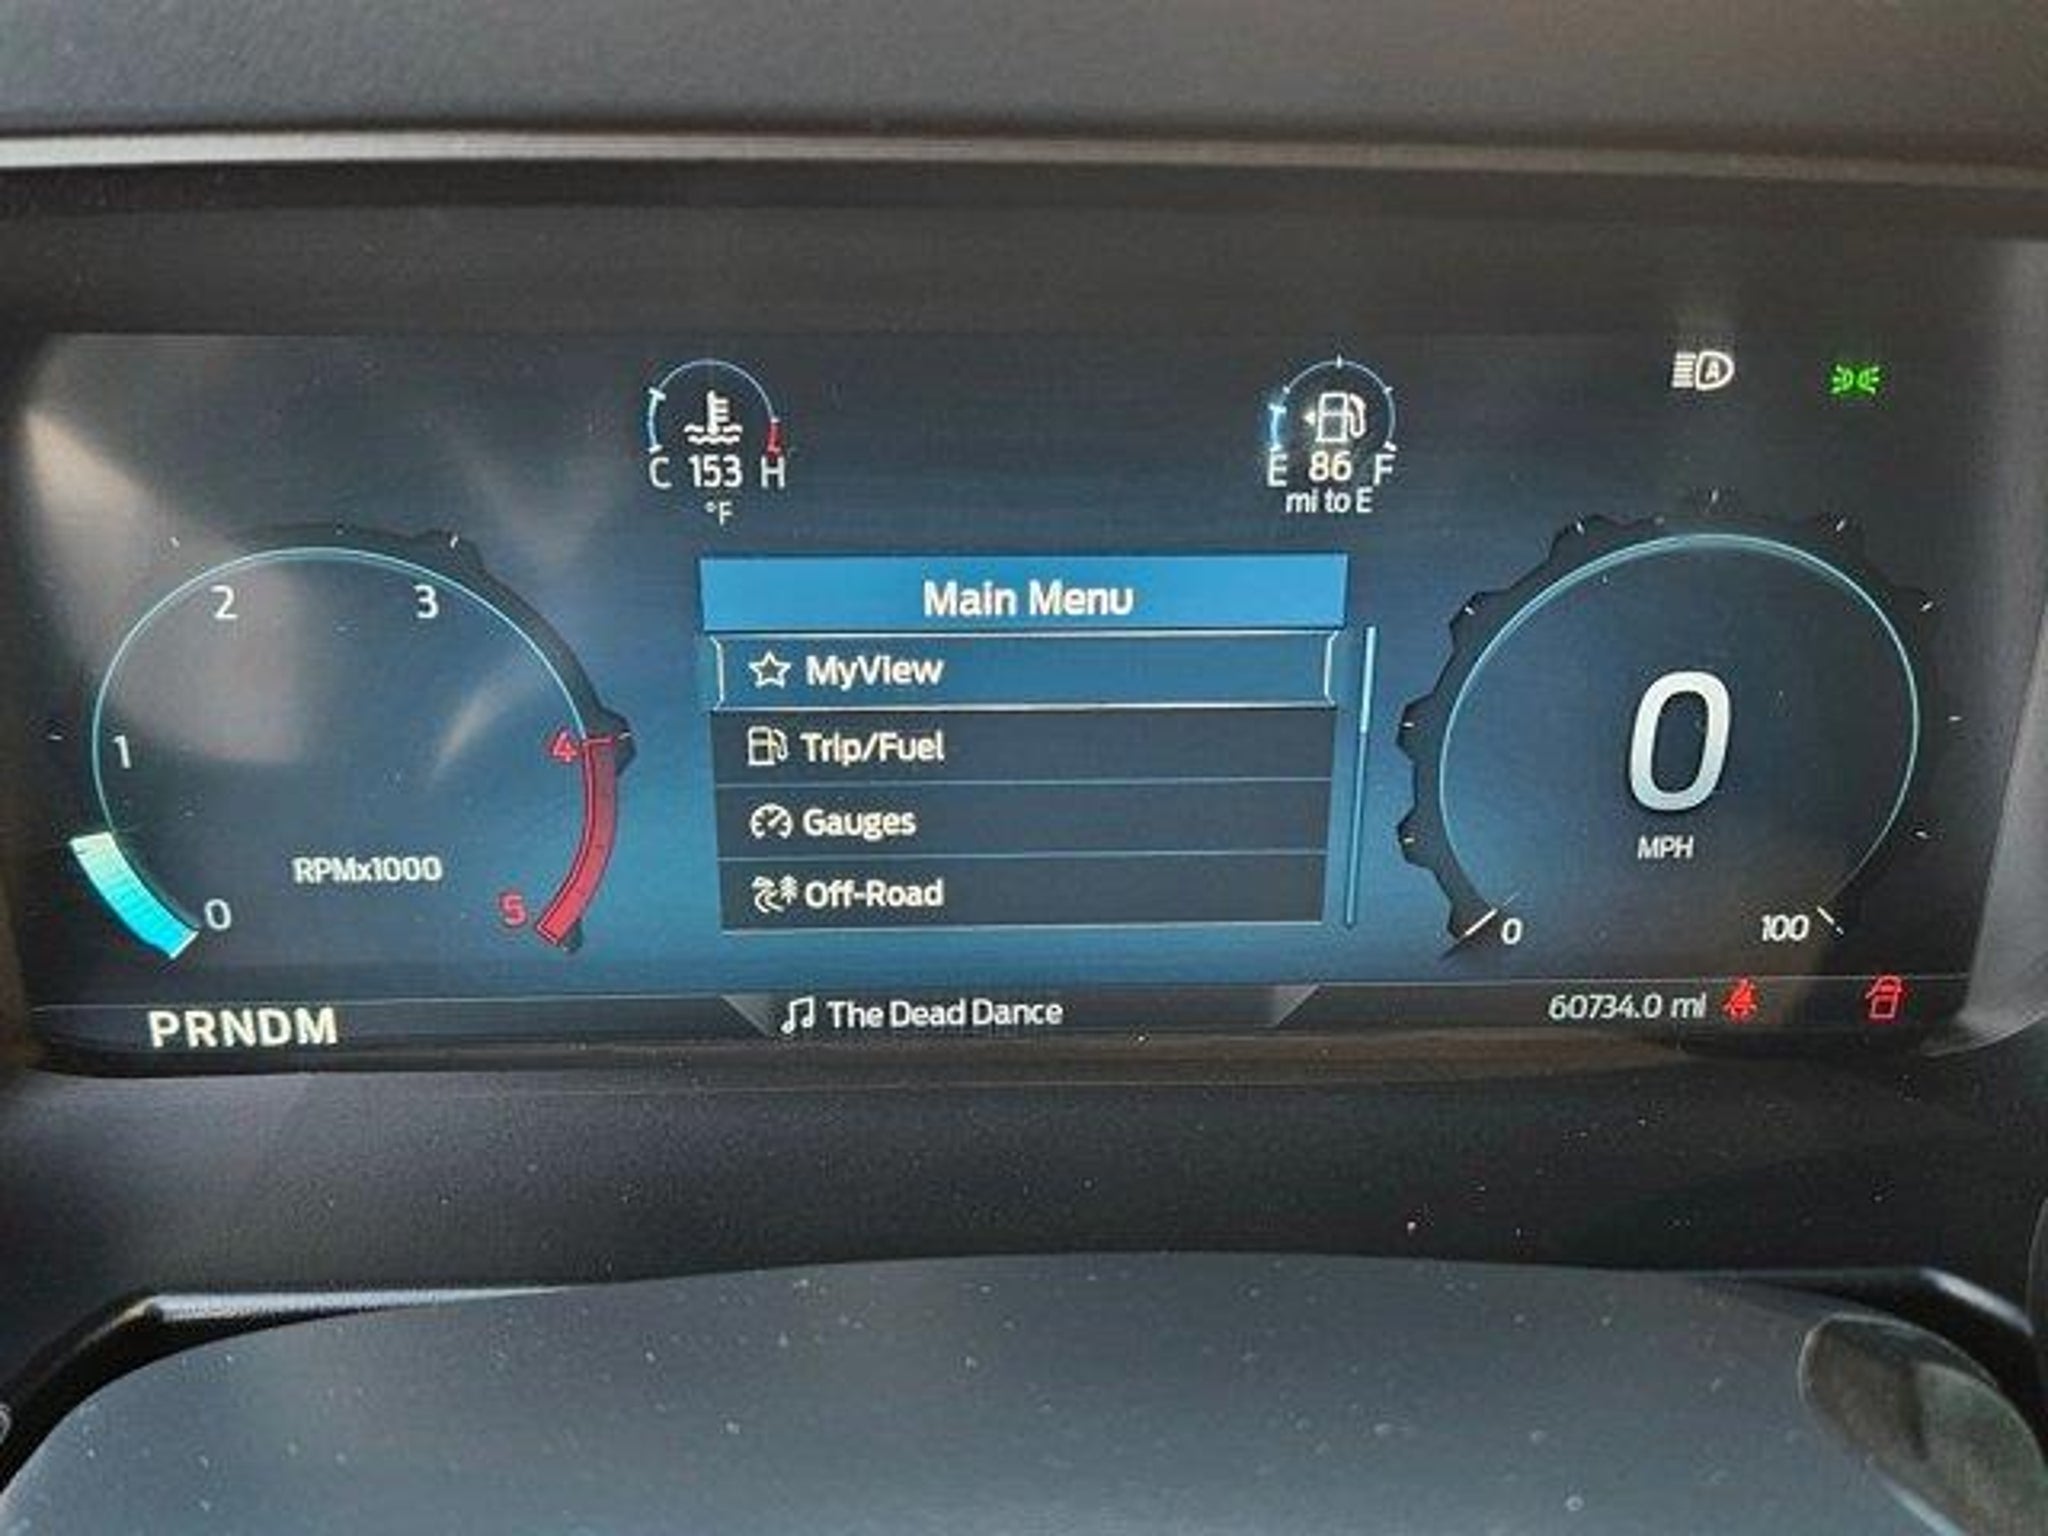 C 153 H
°F
E 86 F
mi to E
A
0
1
2
3
4
5
RPMx1000
Main Menu
MyView
Trip/Fuel
Gauges
Off-Road
0
MPH
0
100
PRNDM
The Dead Dance
60734.0 mi